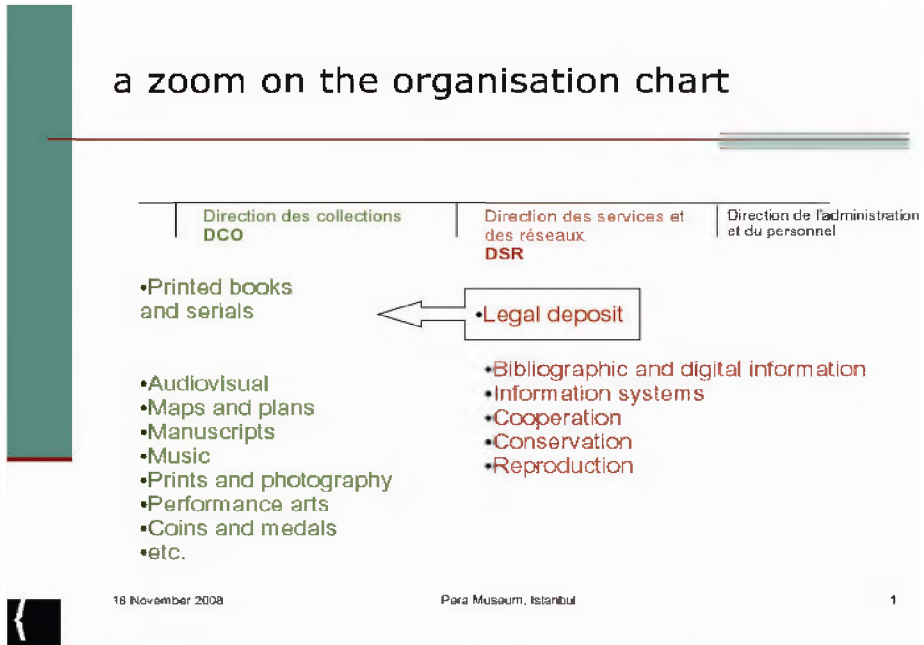 a zoom on the organisation chart
Direction des collections
DCO
Direction des services et
des réseaux
DSR
Direction de l'administration
et du personnel
•Printed books
and serials
•Legal deposit
•Audiovisual
•Maps and plans
•Manuscripts
•Music
•Prints and photography
•Performance arts
•Coins and medals
•etc.
•Bibliographic and digital information
•Information systems
•Cooperation
•Conservation
•Reproduction
18 November 2008
Pera Museum, Istanbul
1
{